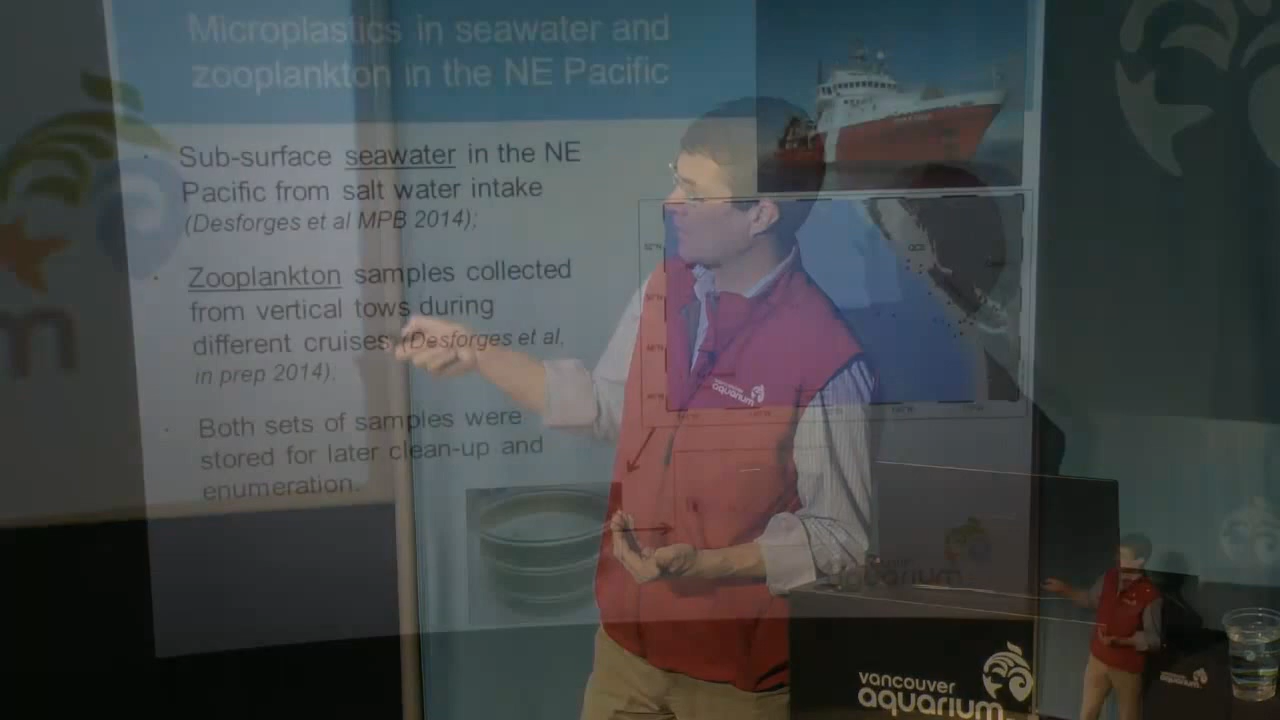 Microplastics in seawater and
zooplankton in the NE Pacific
Sub-surface seawater in the NE
Pacific from salt water intake
(Desforges et al MPB 2014);
Zooplankton samples collected
from vertical tows during
different cruises (Desforges et al,
in prep 2014).
Both sets of samples were
stored for later clean-up and
enumeration.
vancouver
aquarium
aquarium
vancouver
aquarium